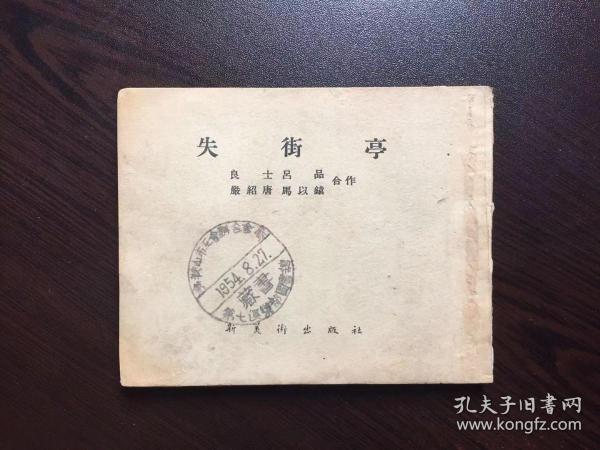 失街亭
良士 呂品
嚴紹唐 馬以鎮 合作
1954.8.27.
藏書
新美術出版社
孔夫子旧书网
www.kongfz.com